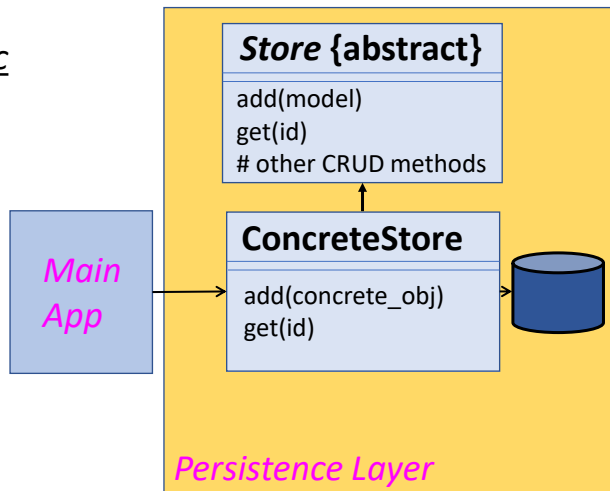 c
Store {abstract}
add(model)
get(id)
# other CRUD methods
Main
App
ConcreteStore
add(concrete_obj)
get(id)
Persistence Layer